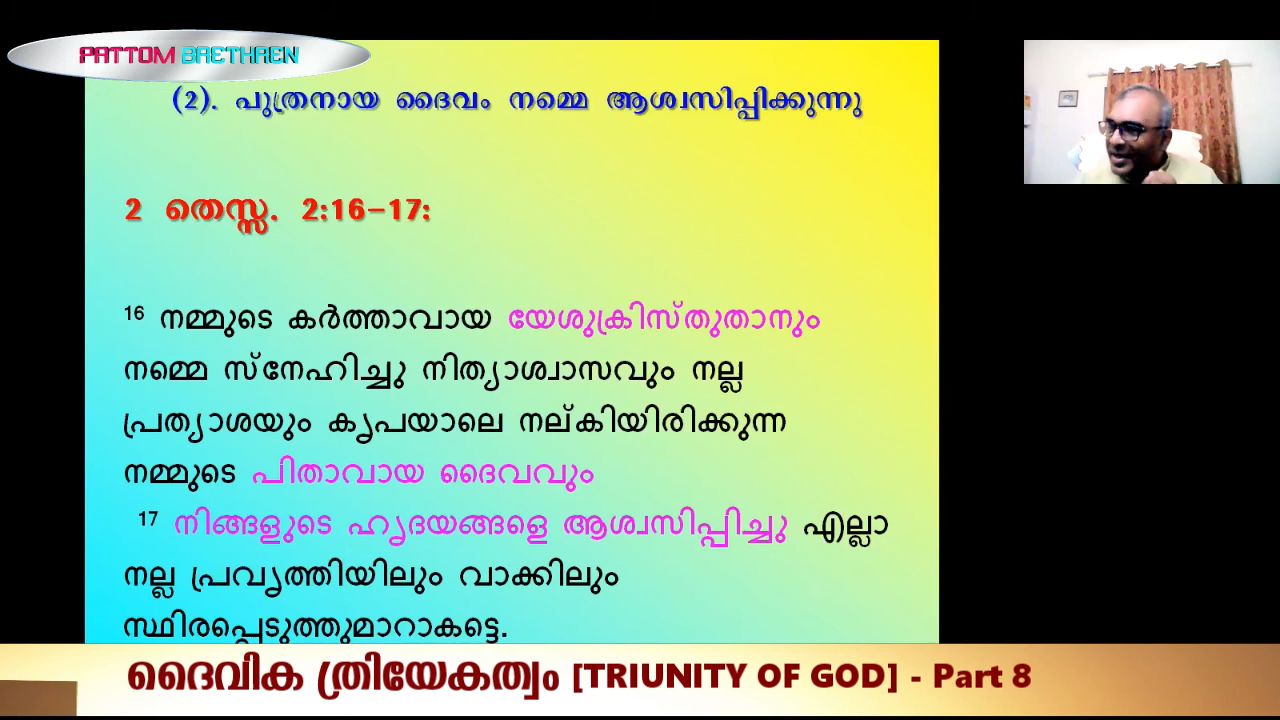 PATTOM BRETHREN
(2). പുത്രനായ ദൈവം നമ്മെ ആശ്വസിപ്പിക്കുന്നു
2 തെസ്സ. 2:16-17:
16 നമ്മുടെ കർത്താവായ യേശുക്രിസ്തുതാനും
നമ്മെ സ്നേഹിച്ചു നിത്യാശ്വാസവും നല്ല
പ്രത്യാശയും കൃപയാലെ നല്കിയിരിക്കുന്ന
നമ്മുടെ പിതാവായ ദൈവവും
17 നിങ്ങളുടെ ഹൃദയങ്ങളെ ആശ്വസിപ്പിച്ചു എല്ലാ
നല്ല പ്രവൃത്തിയിലും വാക്കിലും
സ്ഥിരപ്പെടുത്തുമാറാകട്ടെ.
ദൈവിക ത്രിയേകത്വം [TRIUNITY OF GOD] - Part 8